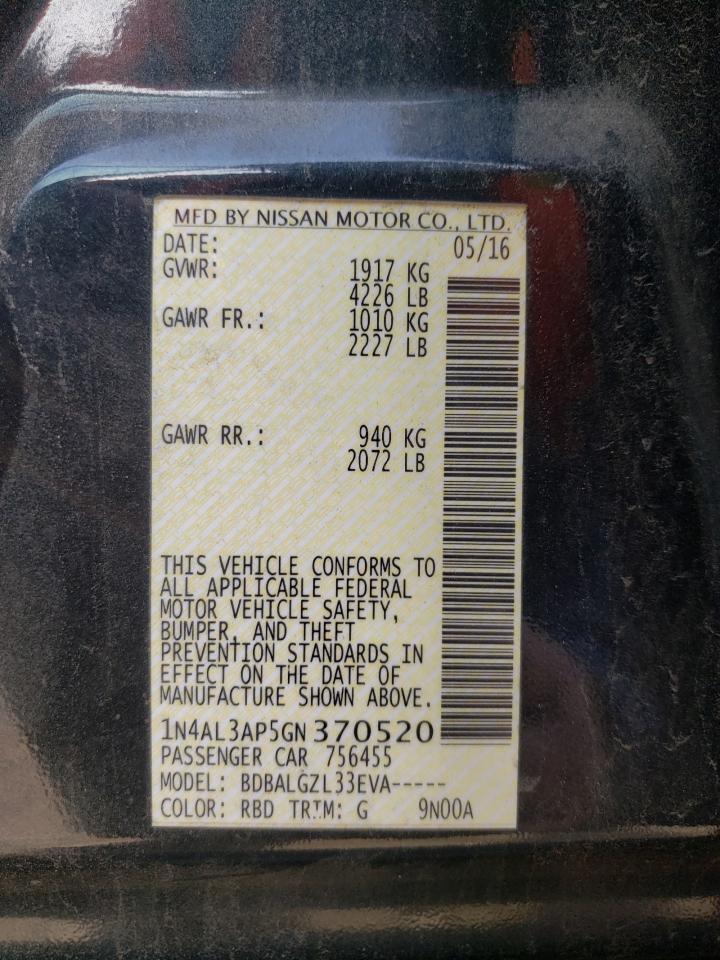 MFD BY NISSAN MOTOR CO., LTD.
DATE: 05/16
GVWR: 1917 KG
4226 LB
GAWR FR.: 1010 KG
2227 LB
GAWR RR.: 940 KG
2072 LB
THIS VEHICLE CONFORMS TO
ALL APPLICABLE FEDERAL
MOTOR VEHICLE SAFETY,
BUMPER, AND THEFT
PREVENTION STANDARDS IN
EFFECT ON THE DATE OF
MANUFACTURE SHOWN ABOVE.
1N4AL3AP5GN370520
PASSENGER CAR 756455
MODEL: BDBALGZL33EVA-----
COLOR: RBD TRIM: G 9N00A